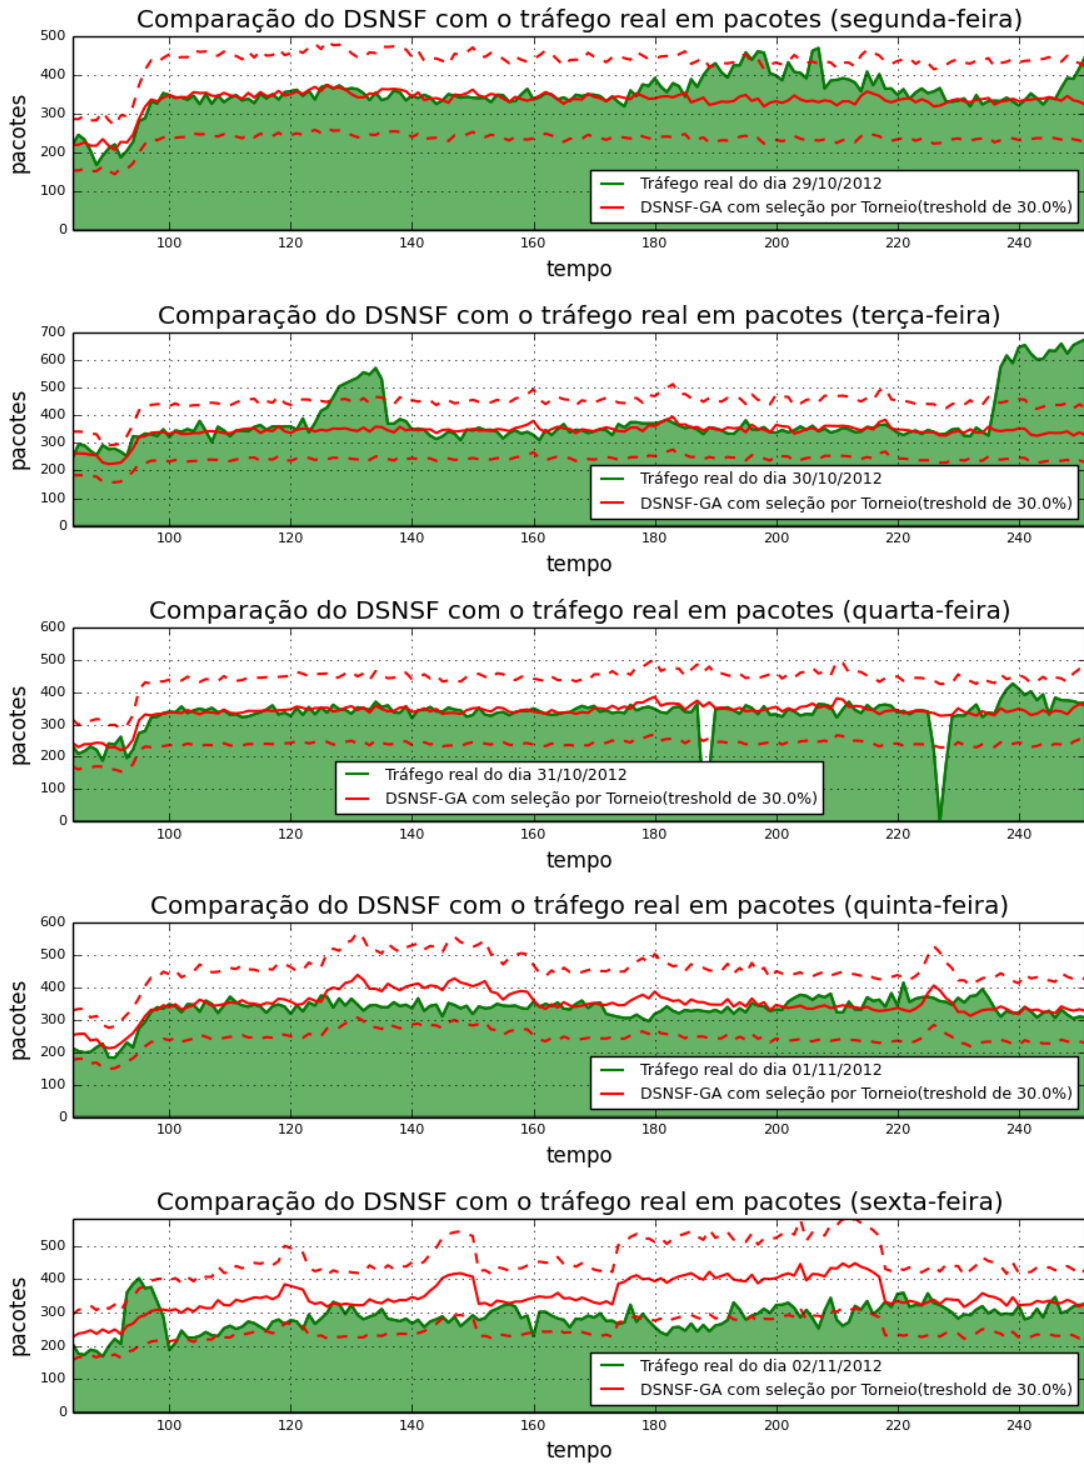 Comparação do DSNSF com o tráfego real em pacotes (segunda-feira)
500
400
300
200
100
0
pacotes
Tráfego real do dia 29/10/2012
DSNSF-GA com seleção por Torneio(treshold de 30.0%)
100 120 140 160 180 200 220 240
tempo
Comparação do DSNSF com o tráfego real em pacotes (terça-feira)
700
600
500
400
300
200
100
0
pacotes
Tráfego real do dia 30/10/2012
DSNSF-GA com seleção por Torneio(treshold de 30.0%)
100 120 140 160 180 200 220 240
tempo
Comparação do DSNSF com o tráfego real em pacotes (quarta-feira)
600
500
400
300
200
100
0
pacotes
Tráfego real do dia 31/10/2012
DSNSF-GA com seleção por Torneio(treshold de 30.0%)
100 120 140 160 180 200 220 240
tempo
Comparação do DSNSF com o tráfego real em pacotes (quinta-feira)
600
500
400
300
200
100
0
pacotes
Tráfego real do dia 01/11/2012
DSNSF-GA com seleção por Torneio(treshold de 30.0%)
100 120 140 160 180 200 220 240
tempo
Comparação do DSNSF com o tráfego real em pacotes (sexta-feira)
500
400
300
200
100
0
pacotes
Tráfego real do dia 02/11/2012
DSNSF-GA com seleção por Torneio(treshold de 30.0%)
100 120 140 160 180 200 220 240
tempo